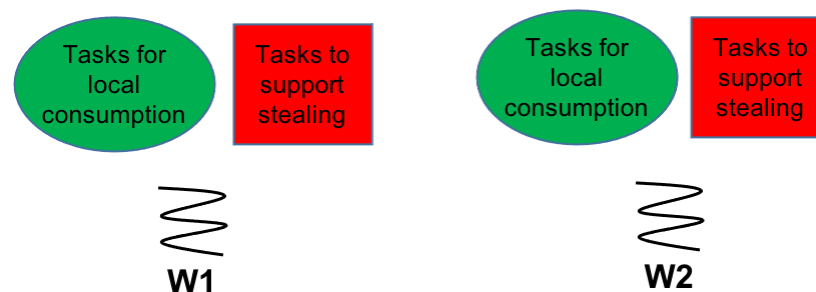 Tasks for
local
consumption
Tasks to
support
stealing
Tasks for
local
consumption
Tasks to
support
stealing
W1
W2